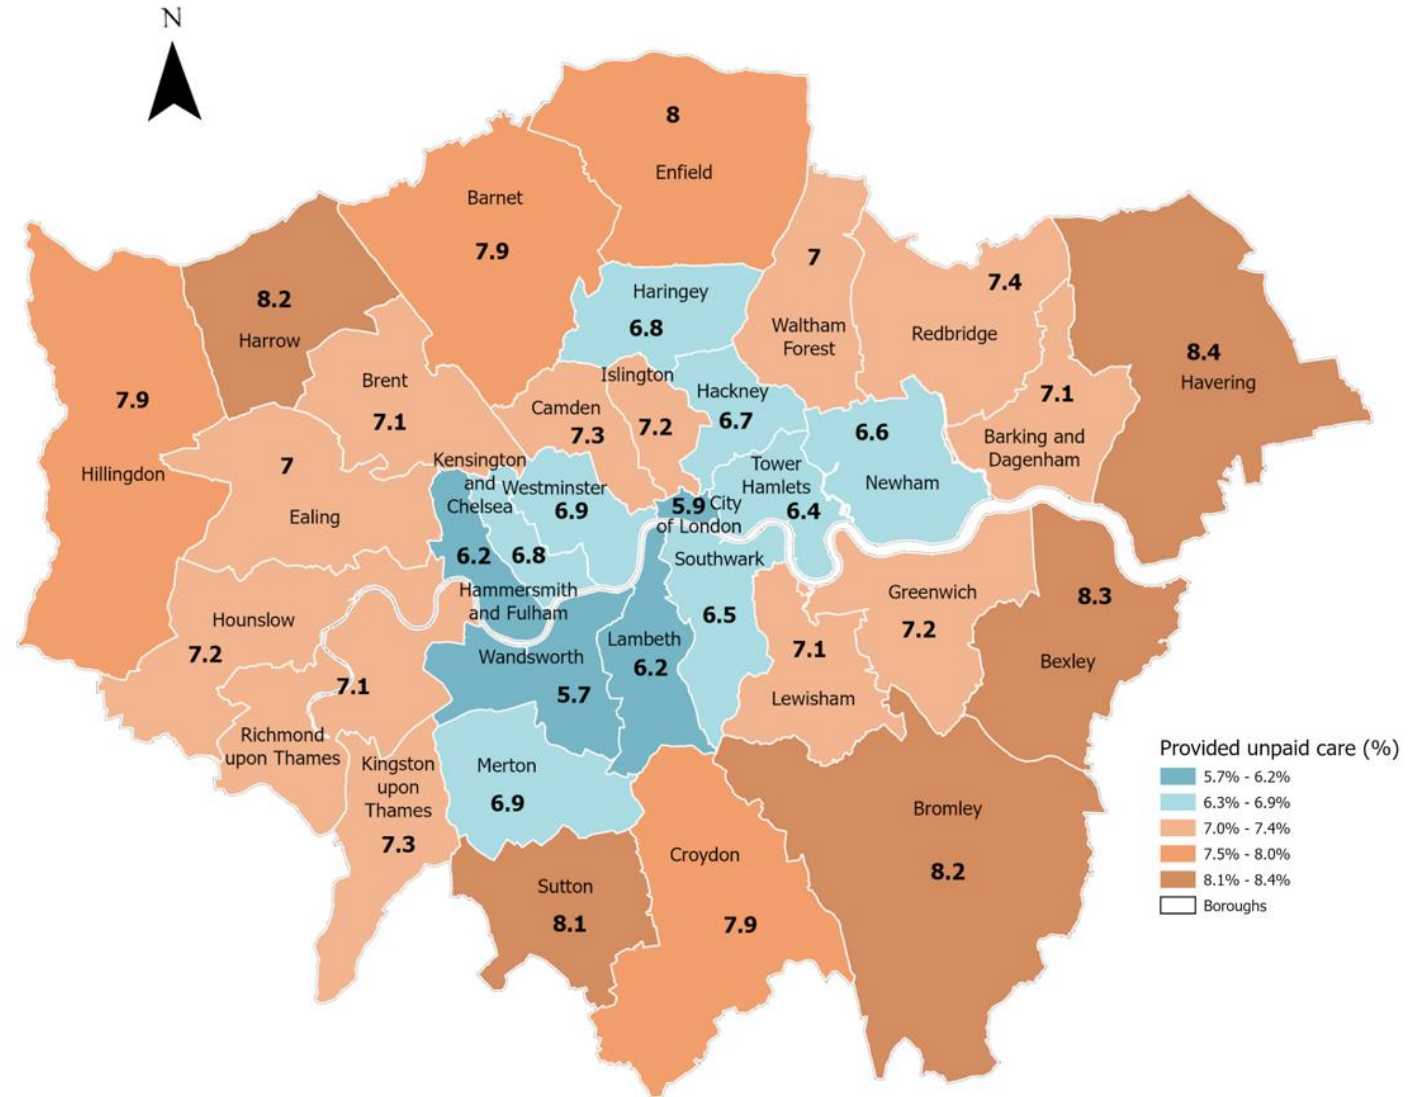 N
8
Enfield
Barnet
7.9
8.2
Harrow
7.9
Hillingdon
Haringey
6.8
7
Waltham
Forest
7.4
Redbridge
8.4
Havering
7.1
Barking and
Dagenham
Brent
7.1
Camden
7.3
Islington
7.2
Hackney
6.7
6.6
Newham
Tower
Hamlets
6.4
7
Ealing
Kensington
and
Chelsea
6.8
Westminster
6.9
5.9
City
of London
6.2
Hammersmith
and Fulham
Southwark
6.5
Greenwich
7.2
8.3
Bexley
Hounslow
7.2
7.1
Richmond
upon Thames
Wandsworth
5.7
Lambeth
6.2
7.1
Lewisham
Kingston
upon
Thames
7.3
Merton
6.9
Sutton
8.1
Croydon
7.9
Bromley
8.2
Provided unpaid care (%)
5.7% - 6.2%
6.3% - 6.9%
7.0% - 7.4%
7.5% - 8.0%
8.1% - 8.4%
Boroughs